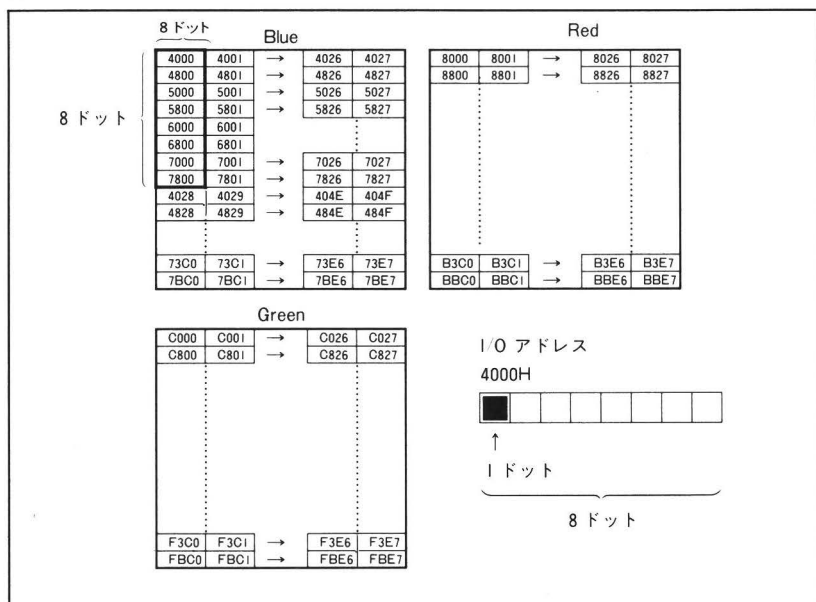 8 ドット
Blue
8 ドット
4000 4001 → 4026 4027
4800 4801 → 4826 4827
5000 5001 → 5026 5027
5800 5801 → 5826 5827
6000 6001
6800 6801
7000 7001 → 7026 7027
7800 7801 → 7826 7827
4028 4029 → 404E 404F
4828 4829 → 484E 484F
73C0 73C1 → 73E6 73E7
7BC0 7BC1 → 7BE6 7BE7
Red
8000 8001 → 8026 8027
8800 8801 → 8826 8827
B3C0 B3C1 → B3E6 B3E7
BBC0 BBC1 → BBE6 BBE7
Green
C000 C001 → C026 C027
C800 C801 → C826 C827
F3C0 F3C1 → F3E6 F3E7
FBC0 FBC1 → FBE6 FBE7
I/O アドレス
4000H
↑
1 ドット
8 ドット